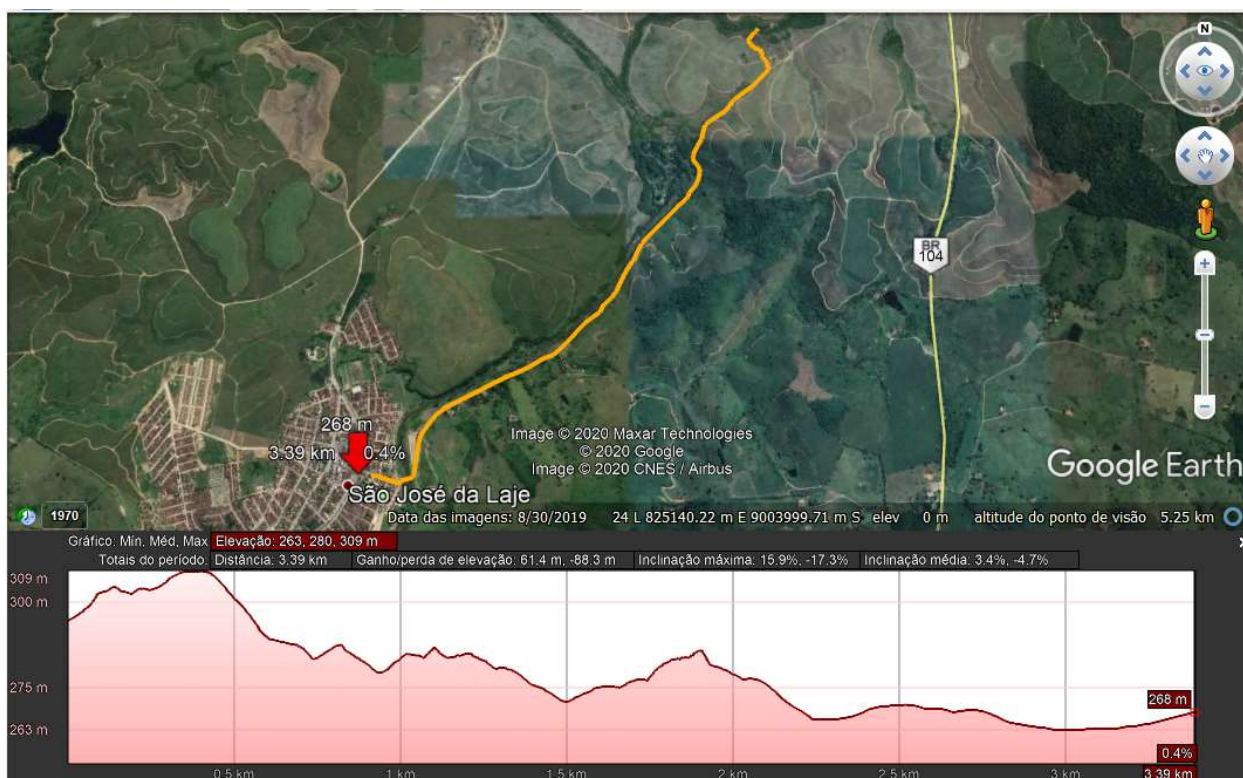 N
BR
104
268 m
3.39 km 0.4%
São José da Laje
Image © 2020 Maxar Technologies
© 2020 Google
Image © 2020 CNES / Airbus
Google Earth
1970
Data das imagens: 8/30/2019 24 L 825140.22 m E 9003999.71 m S elev 0 m altitude do ponto de visão 5.25 km
Gráfico: Mín, Méd, Max Elevação: 263, 280, 309 m
Totais do período: Distância: 3.39 km Ganho/perda de elevação: 61.4 m, -88.3 m Inclinação máxima: 15.9%, -17.3% Inclinação média: 3.4%, -4.7%
309 m
300 m
275 m
263 m
268 m
0.4%
0.5 km 1 km 1.5 km 2 km 2.5 km 3 km 3.39 km